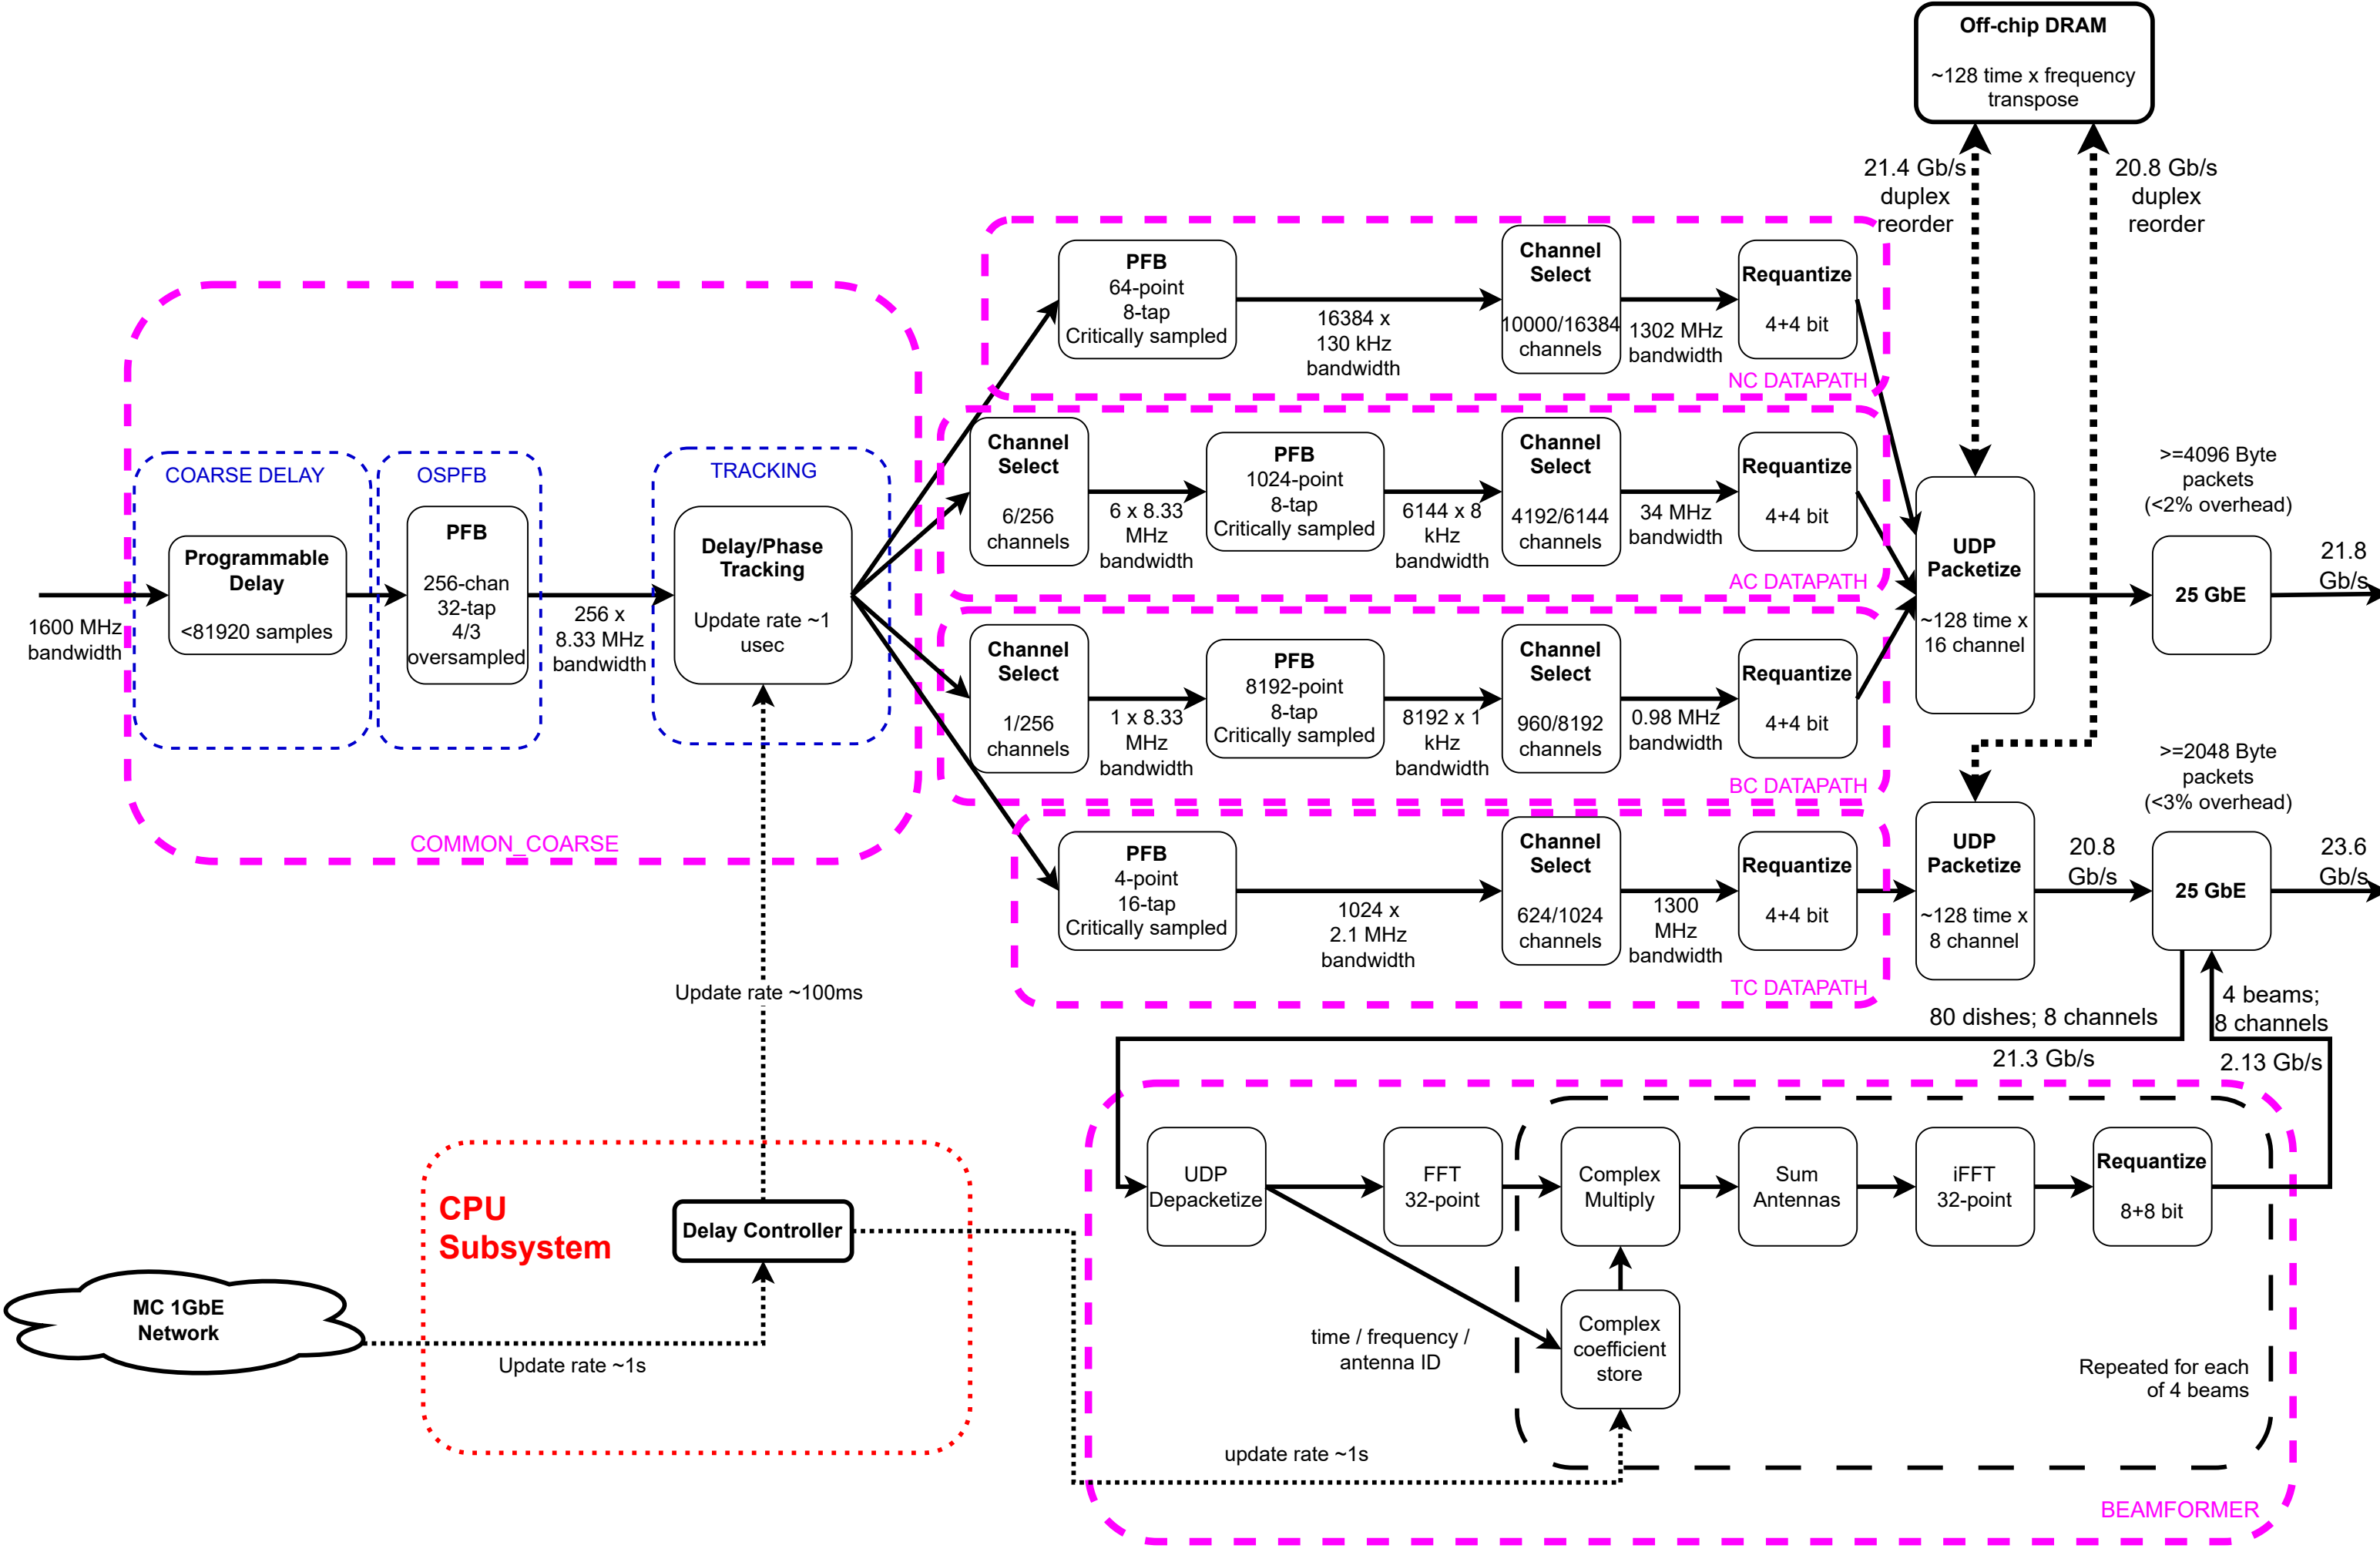 Off-chip DRAM
~128 time x frequency
transpose
21.4 Gb/s
duplex
reorder
20.8 Gb/s
duplex
reorder
PFB
64-point
8-tap
Critically sampled
16384 x
130 kHz
bandwidth
Channel
Select
10000/16384
channels
1302 MHz
bandwidth
Requantize
4+4 bit
NC DATAPATH
Channel
Select
6/256
channels
6 x 8.33
MHz
bandwidth
PFB
1024-point
8-tap
Critically sampled
6144 x 8
kHz
bandwidth
Channel
Select
4192/6144
channels
34 MHz
bandwidth
Requantize
4+4 bit
AC DATAPATH
COARSE DELAY
OSPFB
TRACKING
1600 MHz
bandwidth
Programmable
Delay
<81920 samples
PFB
256-chan
32-tap
4/3
oversampled
256 x
8.33 MHz
bandwidth
Delay/Phase
Tracking
Update rate ~1
usec
COMMON_COARSE
Channel
Select
1/256
channels
1 x 8.33
MHz
bandwidth
PFB
8192-point
8-tap
Critically sampled
8192 x 1
kHz
bandwidth
Channel
Select
960/8192
channels
0.98 MHz
bandwidth
Requantize
4+4 bit
BC DATAPATH
UDP
Packetize
~128 time x
16 channel
>=4096 Byte
packets
(<2% overhead)
25 GbE
21.8
Gb/s
PFB
4-point
16-tap
Critically sampled
1024 x
2.1 MHz
bandwidth
Channel
Select
624/1024
channels
1300
MHz
bandwidth
Requantize
4+4 bit
TC DATAPATH
UDP
Packetize
~128 time x
8 channel
20.8
Gb/s
>=2048 Byte
packets
(<3% overhead)
25 GbE
23.6
Gb/s
Update rate ~100ms
80 dishes; 8 channels
4 beams;
8 channels
21.3 Gb/s
2.13 Gb/s
CPU
Subsystem
Delay Controller
MC 1GbE
Network
Update rate ~1s
UDP
Depacketize
FFT
32-point
Complex
Multiply
Sum
Antennas
iFFT
32-point
Requantize
8+8 bit
time / frequency /
antenna ID
Complex
coefficient
store
Repeated for each
of 4 beams
update rate ~1s
BEAMFORMER